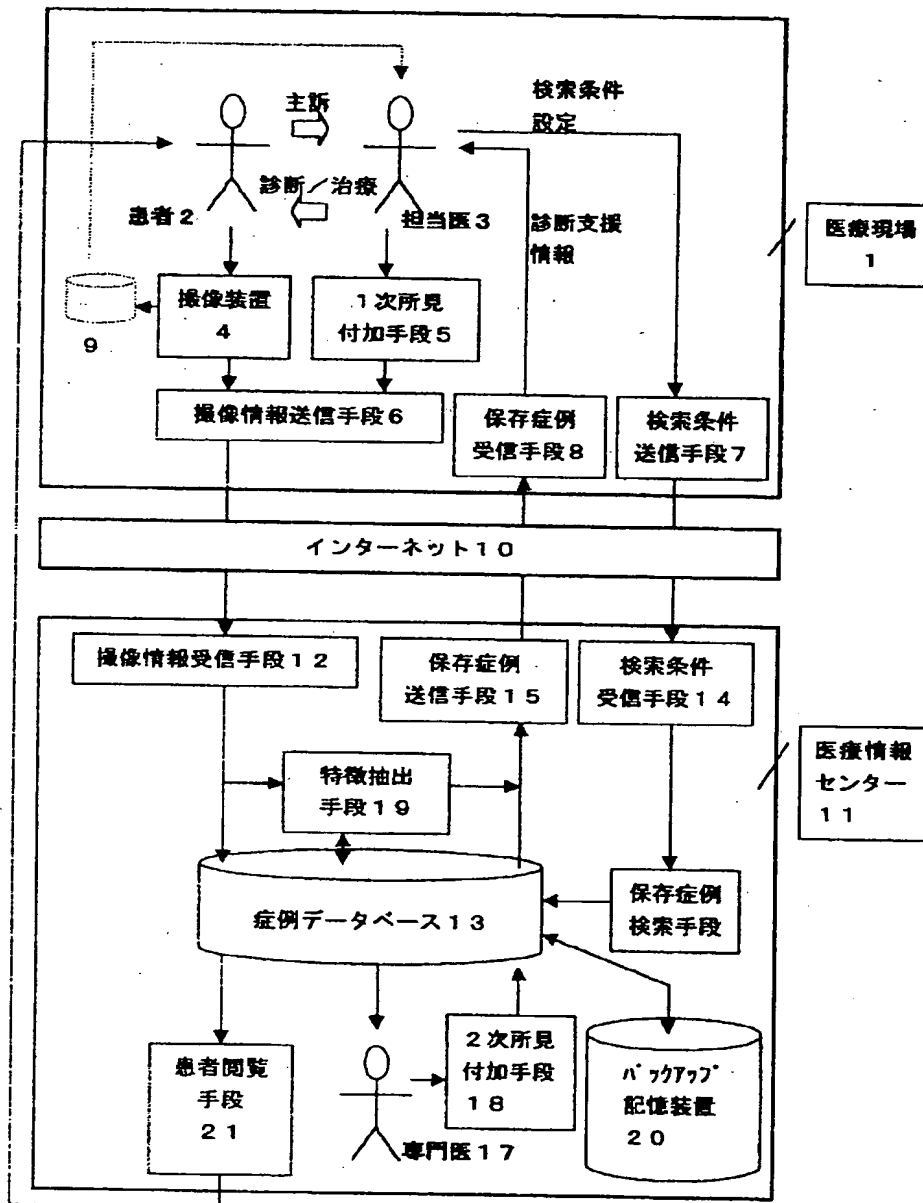 主訴
検索条件
設定
診断／治療
患者２
担当医３
診断支援
情報
医療現場
１
撮像装置
４
１次所見
付加手段５
９
撮像情報送信手段６
保存症例
受信手段８
検索条件
送信手段７
インターネット１０
撮像情報受信手段１２
保存症例
送信手段１５
検索条件
受信手段１４
特徴抽出
手段１９
医療情報
センター
１１
症例データベース１３
保存症例
検索手段
患者閲覧
手段
２１
２次所見
付加手段
１８
専門医１７
ﾊﾞｯｸｱｯﾌﾟ
記憶装置
２０